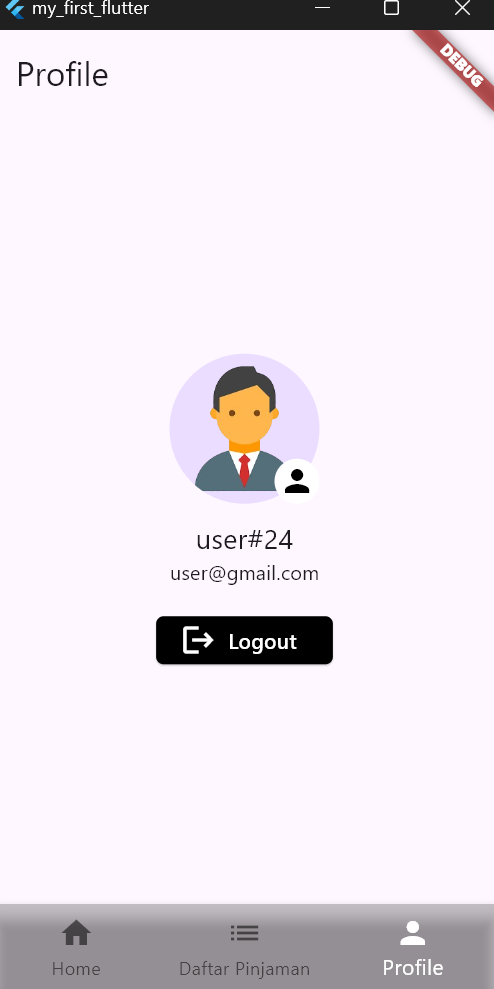 my_first_flutter
DEBUG
Profile
user#24
user@gmail.com
Logout
Home
Daftar Pinjaman
Profile